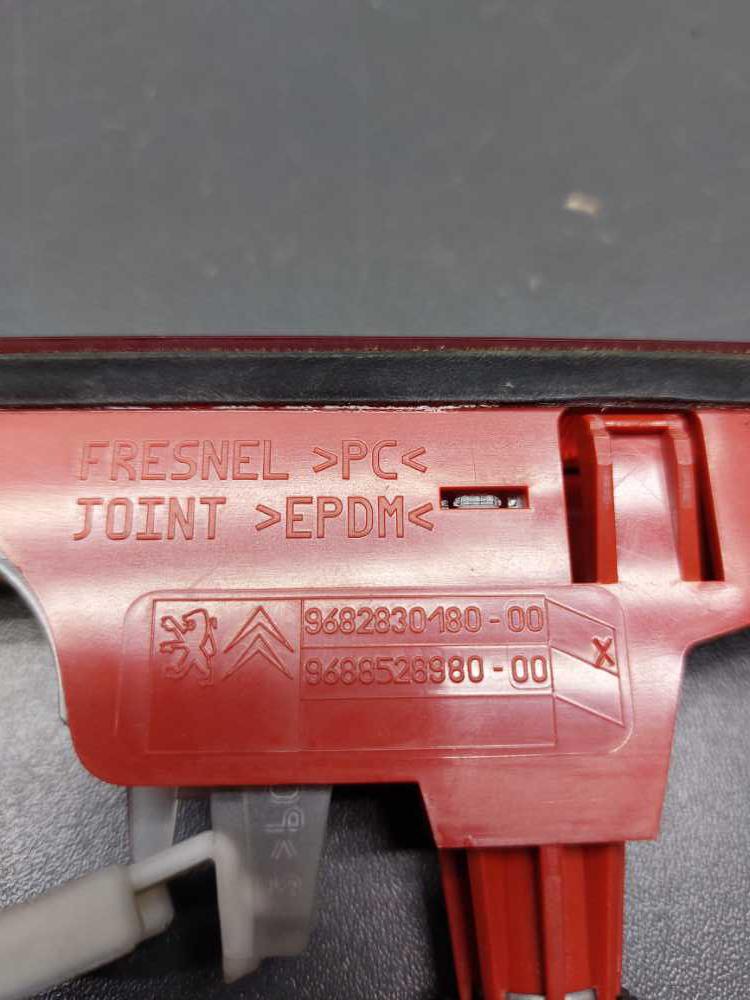 FRESNEL >PC<
JOINT >EPDM<
9682830180-00
9688528980-00
X